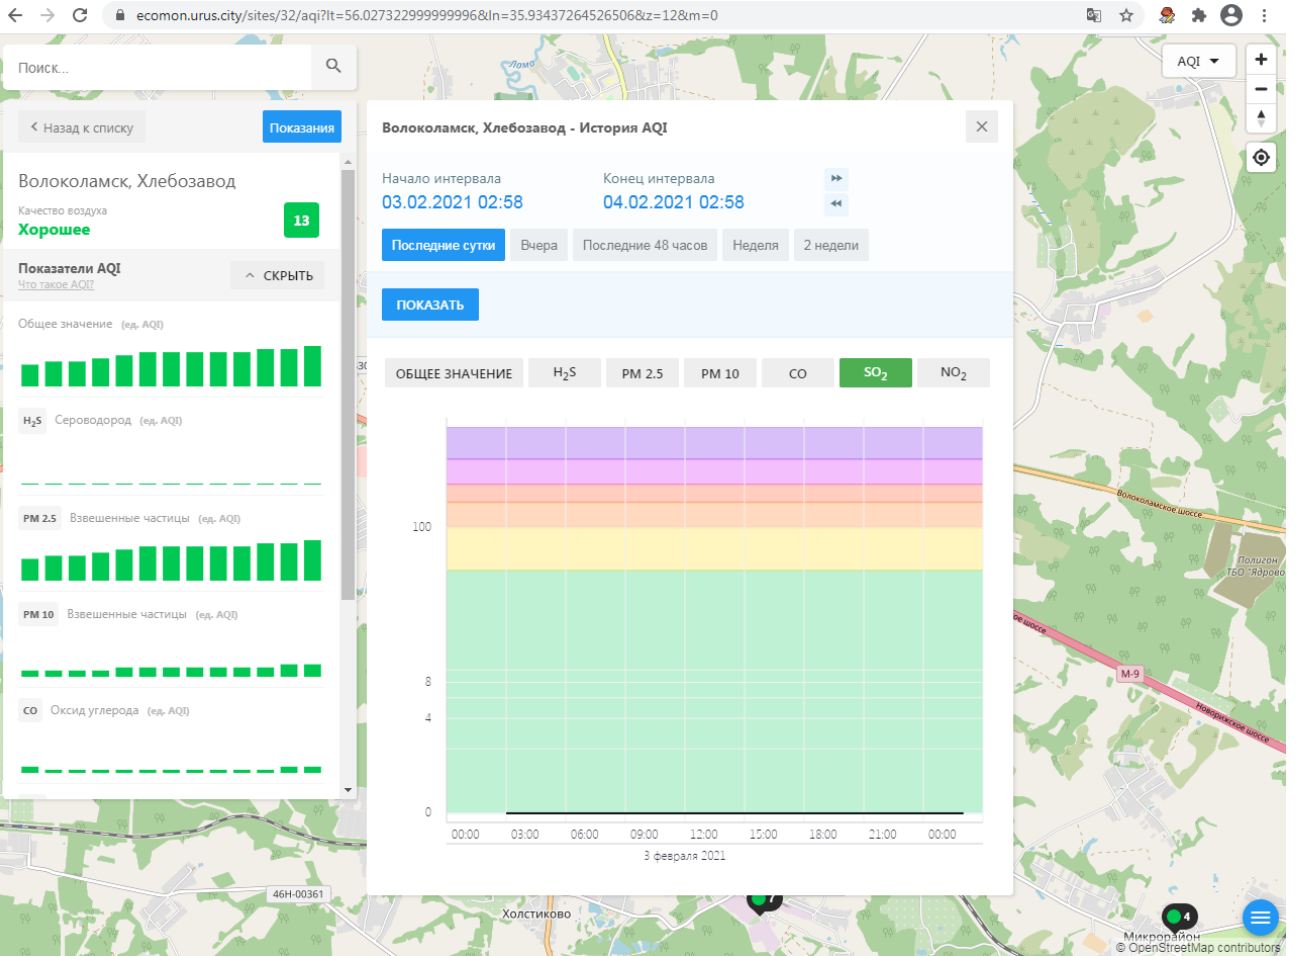 ecomon.urus.city/sites/32/aqi?lt=56.027322999999996&ln=35.93437264526506&z=12&m=0
Поиск...
AQI
Назад к списку
Показания
Волоколамск, Хлебозавод
Качество воздуха
Хорошее
13
Показатели AQI
Что такое AQI?
СКРЫТЬ
Общее значение (ед. AQI)
H2S Сероводород (ед. AQI)
PM 2.5 Взвешенные частицы (ед. AQI)
PM 10 Взвешенные частицы (ед. AQI)
CO Оксид углерода (ед. AQI)
Волоколамск, Хлебозавод - История AQI
Начало интервала
03.02.2021 02:58
Конец интервала
04.02.2021 02:58
Последние сутки
Вчера
Последние 48 часов
Неделя
2 недели
ПОКАЗАТЬ
ОБЩЕЕ ЗНАЧЕНИЕ
H2S
PM 2.5
PM 10
CO
SO2
NO2
100
8
4
0
00:00 03:00 06:00 09:00 12:00 15:00 18:00 21:00 00:00
3 февраля 2021
Лама
Волоколамское шоссе
Полигон
ТБО "Ядрово
ое шоссе
М-9
Новорижское шоссе
46Н-00361
Холстиково
7
4
Микрорайон
© OpenStreetMap contributors